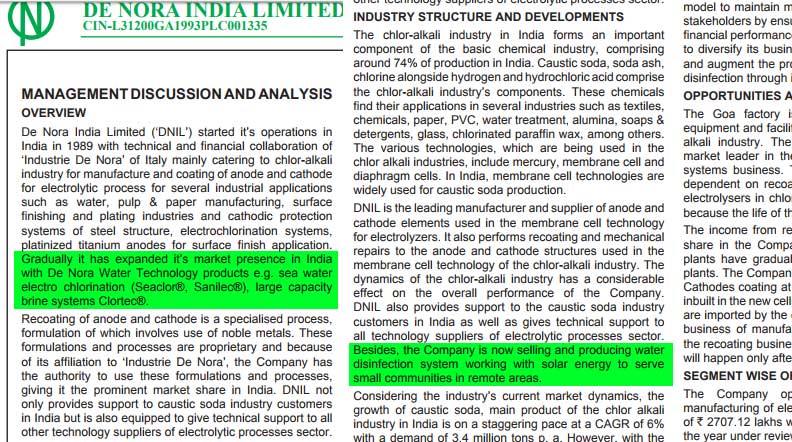 DE NORA INDIA LIMITED
CIN-L31200GA1993PLC001335
MANAGEMENT DISCUSSION AND ANALYSIS
OVERVIEW
De Nora India Limited ('DNIL') started it's operations in
India in 1989 with technical and financial collaboration of
'Industrie De Nora' of Italy mainly catering to chlor-alkali
industry for manufacture and coating of anode and cathode
for electrolytic process for several industrial applications
such as water, pulp & paper manufacturing, surface
finishing and plating industries and cathodic protection
systems of steel structure, electrochlorination systems,
platinized titanium anodes for surface finish application.
Gradually it has expanded it's market presence in India
with De Nora Water Technology products e.g. sea water
electro chlorination (Seaclor®, Sanilec®), large capacity
brine systems Clortec®.
Recoating of anode and cathode is a specialised process,
formulation of which involves use of noble metals. These
formulations and processes are proprietary and because
of its affiliation to 'Industrie De Nora', the Company has
the authority to use these formulations and processes,
giving it the prominent market share in India. DNIL not
only provides support to caustic soda industry customers
in India but is also equipped to give technical support to all
other technology suppliers of electrolytic processes sector.
other technology suppliers of electrolytic processes sector.
INDUSTRY STRUCTURE AND DEVELOPMENTS
The chlor-alkali industry in India forms an important
component of the basic chemical industry, comprising
around 74% of production in India. Caustic soda, soda ash,
chlorine alongside hydrogen and hydrochloric acid comprise
the chlor-alkali industry's components. These chemicals
find their applications in several industries such as textiles,
chemicals, paper, PVC, water treatment, alumina, soaps &
detergents, glass, chlorinated paraffin wax, among others.
The various technologies, which are being used in the
chlor alkali industries, include mercury, membrane cell and
diaphragm cells. In India, membrane cell technologies are
widely used for caustic soda production.
DNIL is the leading manufacturer and supplier of anode and
cathode elements used in the membrane cell technology
for electrolyzers. It also performs recoating and mechanical
repairs to the anode and cathode structures used in the
membrane cell technology of the chlor-alkali industry. The
dynamics of the chlor-alkali industry has a considerable
effect on the overall performance of the Company.
DNIL also provides support to the caustic soda industry
customers in India as well as gives technical support to
all technology suppliers of electrolytic processes sector.
Besides, the Company is now selling and producing water
disinfection system working with solar energy to serve
small communities in remote areas.
Considering the industry's current market dynamics, the
growth of caustic soda, main product of the chlor alkali
industry in India is on a staggering pace at a CAGR of 6%
with a demand of 3.4 million tons p. a. However, with the
model to maintain m
stakeholders by ensu
financial performance
to diversify its busin
and augment the pro
disinfection through i
OPPORTUNITIES A
The Goa factory is
equipment and facilit
alkali industry. The
market leader in the
systems business. T
dependent on recoa
electrolysers in chlor
because the life of th
The income from re
share in the Compa
plants have gradual
plants. The Company
Cathodes coating at
inbuilt in the new cell
are imported by the
business of manufa
the recoating busine
will happen only afte
SEGMENT WISE O
The Company op
manufacturing of ele
of ₹ 2707.12 lakhs w
the year under review